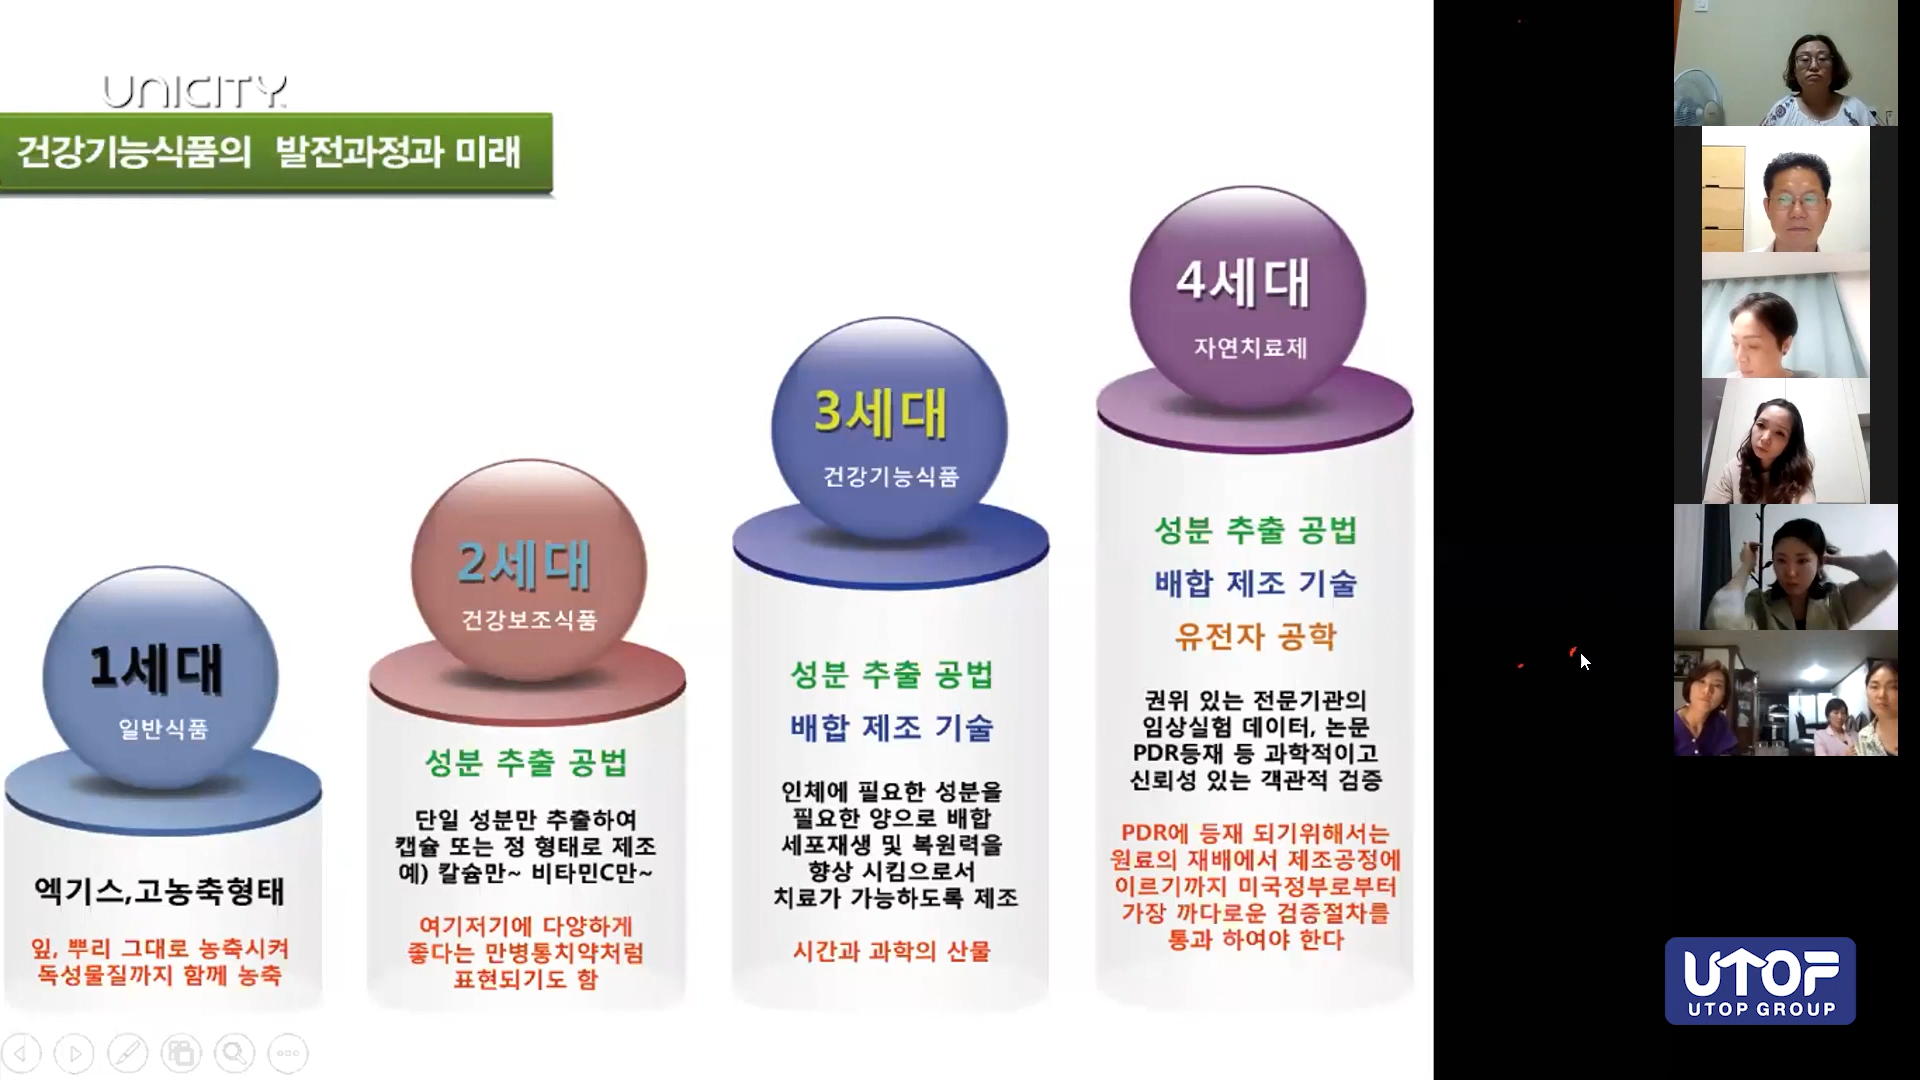 UNICITY
건강기능식품의 발전과정과 미래
1세대
일반식품
엑기스,고농축형태
잎, 뿌리 그대로 농축시켜
독성물질까지 함께 농축
2세대
건강보조식품
성분 추출 공법
단일 성분만 추출하여
캡슐 또는 정 형태로 제조
예) 칼슘만~ 비타민C만~
여기저기에 다양하게
좋다는 만병통치약처럼
표현되기도 함
3세대
건강기능식품
성분 추출 공법
배합 제조 기술
인체에 필요한 성분을
필요한 양으로 배합
세포재생 및 복원력을
향상 시킴으로서
치료가 가능하도록 제조
시간과 과학의 산물
4세대
자연치료제
성분 추출 공법
배합 제조 기술
유전자 공학
권위 있는 전문기관의
임상실험 데이터, 논문
PDR등재 등 과학적이고
신뢰성 있는 객관적 검증
PDR에 등재 되기위해서는
원료의 재배에서 제조공정에
이르기까지 미국정부로부터
가장 까다로운 검증절차를
통과 하여야 한다
UTOP
UTOP GROUP